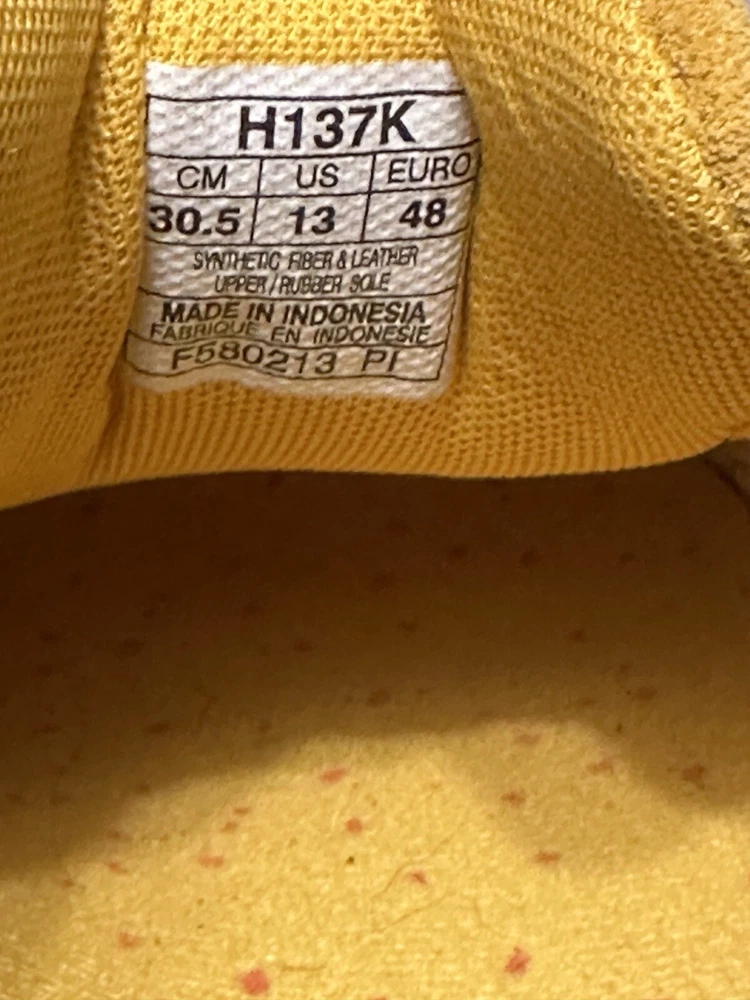 H137K
CM US EURO
30.5 13 48
SYNTHETIC FIBER & LEATHER
UPPER / RUBBER SOLE
MADE IN INDONESIA
FABRIQUE EN INDONESIE
F580213 PI